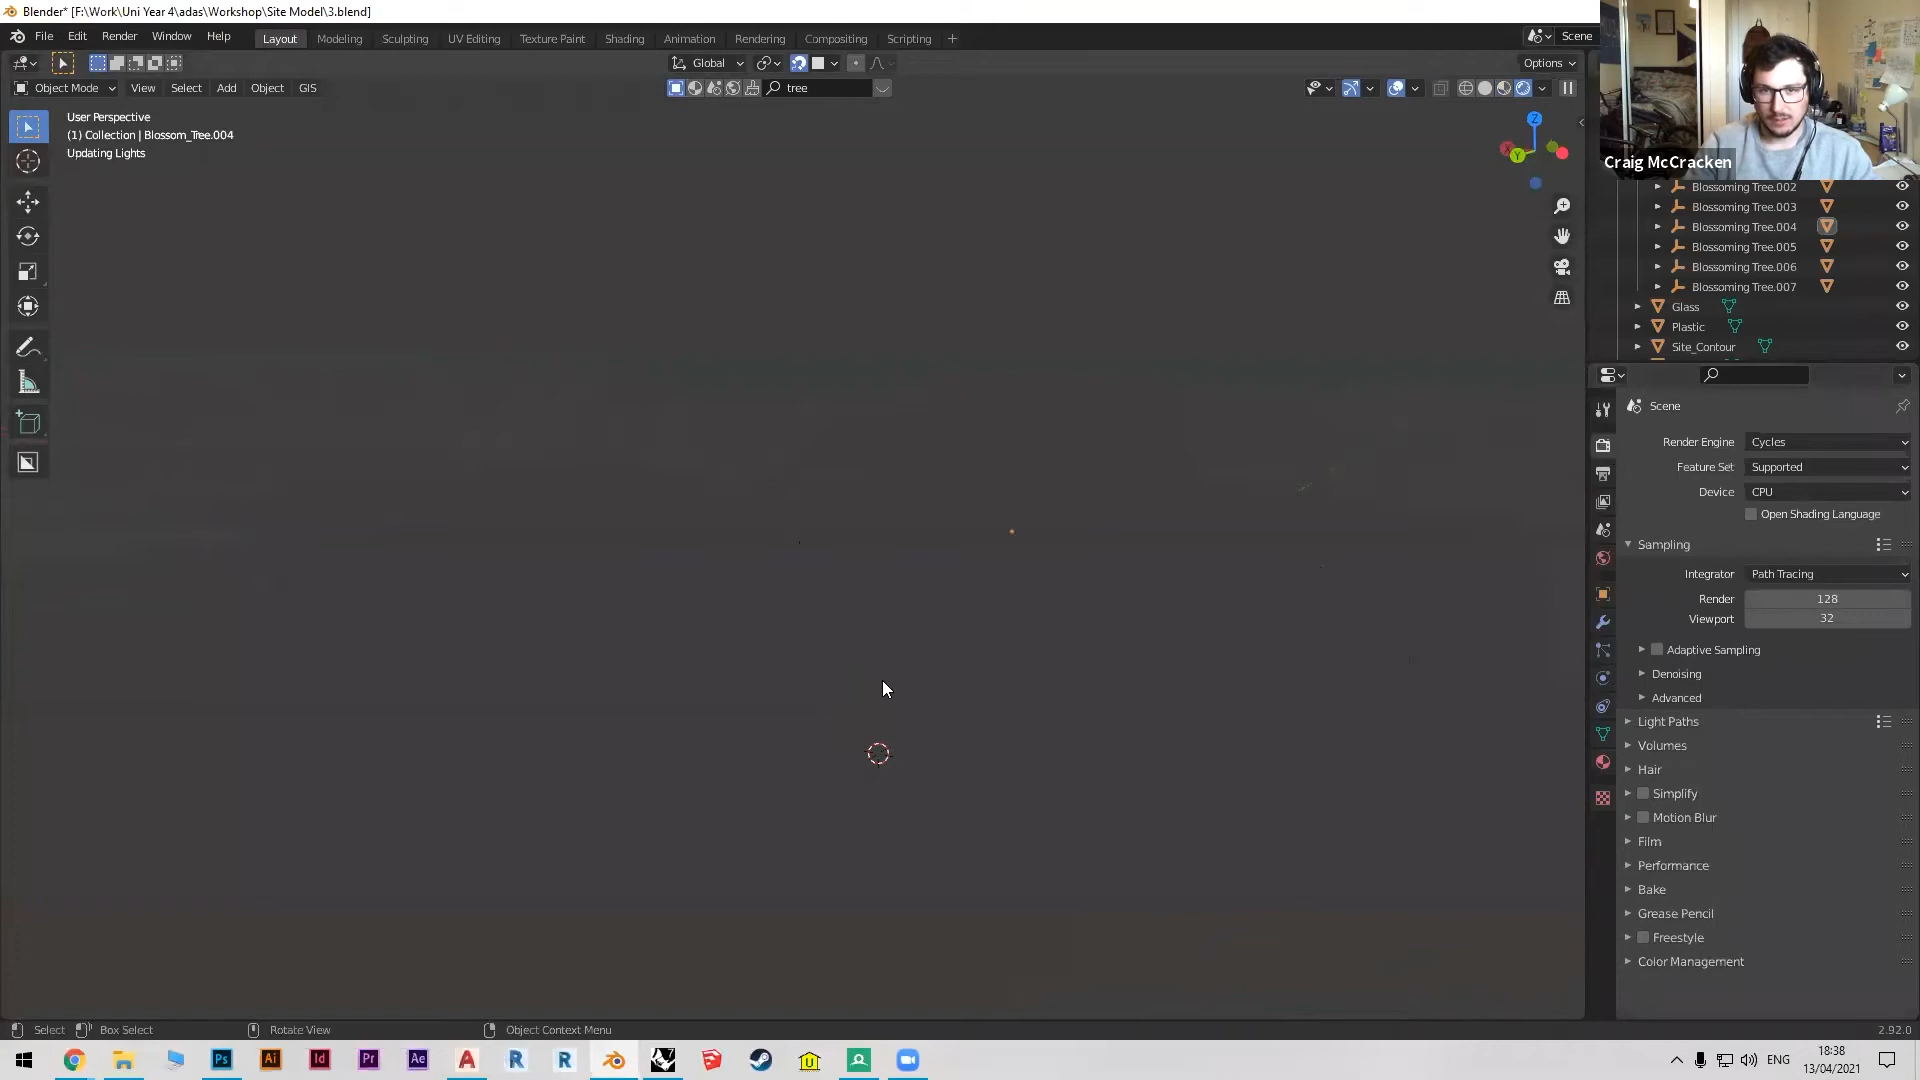 Blender* [F:\Work\Uni Year 4\adas\Workshop\Site Model\3.blend]
File Edit Render Window Help
Layout Modeling Sculpting UV Editing Texture Paint Shading Animation Rendering Compositing Scripting
Scene
Global
Options
Object Mode View Select Add Object GIS
tree
User Perspective
(1) Collection | Blossom_Tree.004
Updating Lights
Z
X
Y
Craig McCracken
Blossoming Tree.002
Blossoming Tree.003
Blossoming Tree.004
Blossoming Tree.005
Blossoming Tree.006
Blossoming Tree.007
Glass
Plastic
Site_Contour
Scene
Render Engine Cycles
Feature Set Supported
Device CPU
Open Shading Language
Sampling
Integrator Path Tracing
Render 128
Viewport 32
Adaptive Sampling
Denoising
Advanced
Light Paths
Volumes
Hair
Simplify
Motion Blur
Film
Performance
Bake
Grease Pencil
Freestyle
Color Management
Select Box Select Rotate View Object Context Menu 2.92.0
Ps Ai Id Pr Ae A R R U
ENG
18:38
13/04/2021